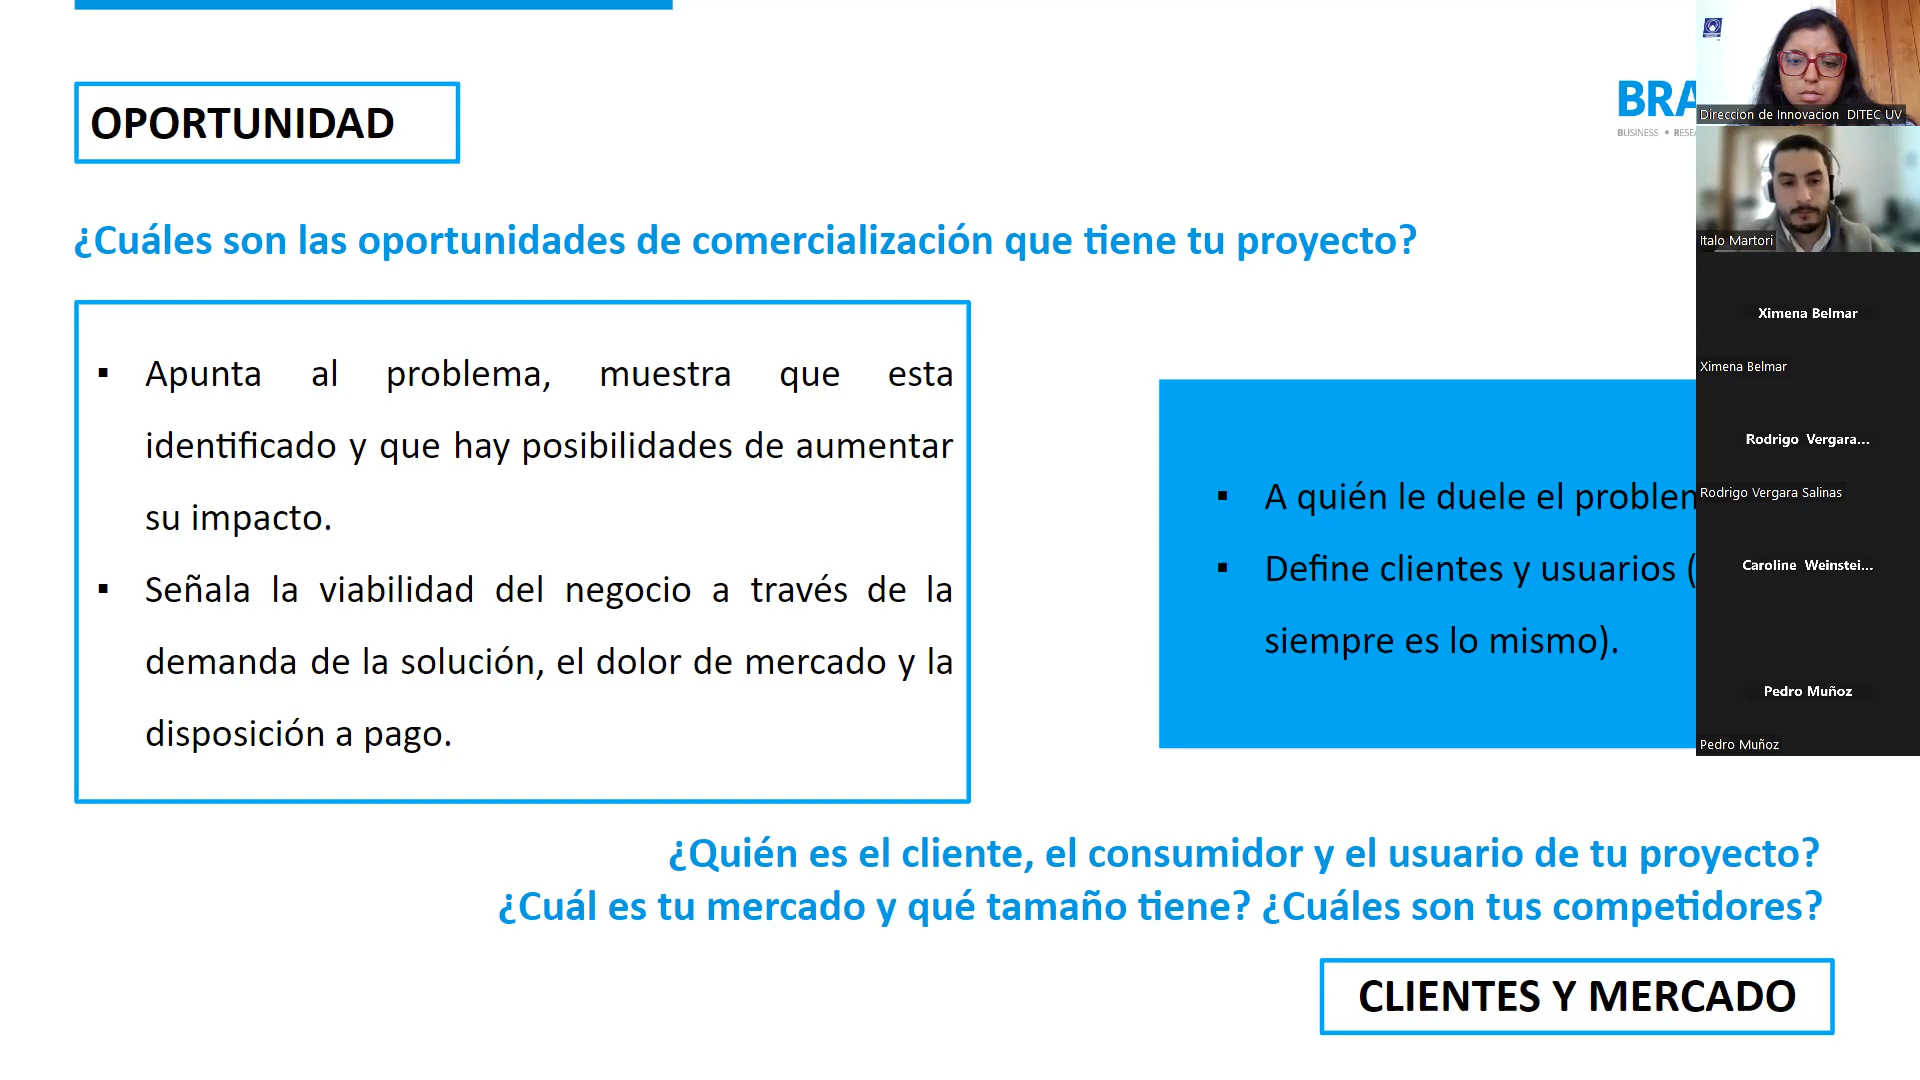 OPORTUNIDAD
BRA
BUSINESS • RESE
¿Cuáles son las oportunidades de comercialización que tiene tu proyecto?
▪ Apunta al problema, muestra que esta
identificado y que hay posibilidades de aumentar
su impacto.
▪ Señala la viabilidad del negocio a través de la
demanda de la solución, el dolor de mercado y la
disposición a pago.
▪ A quién le duele el problem
▪ Define clientes y usuarios (
siempre es lo mismo).
¿Quién es el cliente, el consumidor y el usuario de tu proyecto?
¿Cuál es tu mercado y qué tamaño tiene? ¿Cuáles son tus competidores?
CLIENTES Y MERCADO
Direccion de Innovacion DITEC UV
Italo Martori
Ximena Belmar
Ximena Belmar
Rodrigo Vergara...
Rodrigo Vergara Salinas
Caroline Weinstei...
Pedro Muñoz
Pedro Muñoz